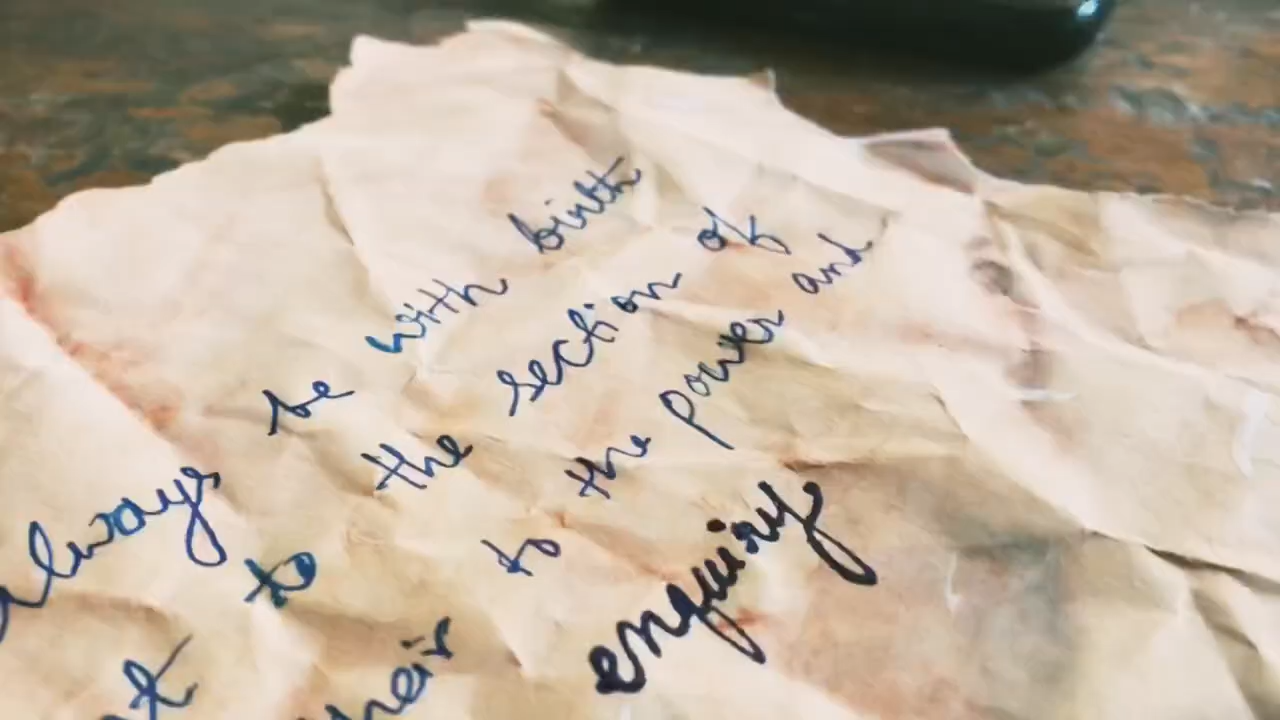 always be with birth
to the section of
their to the power and
enquiry